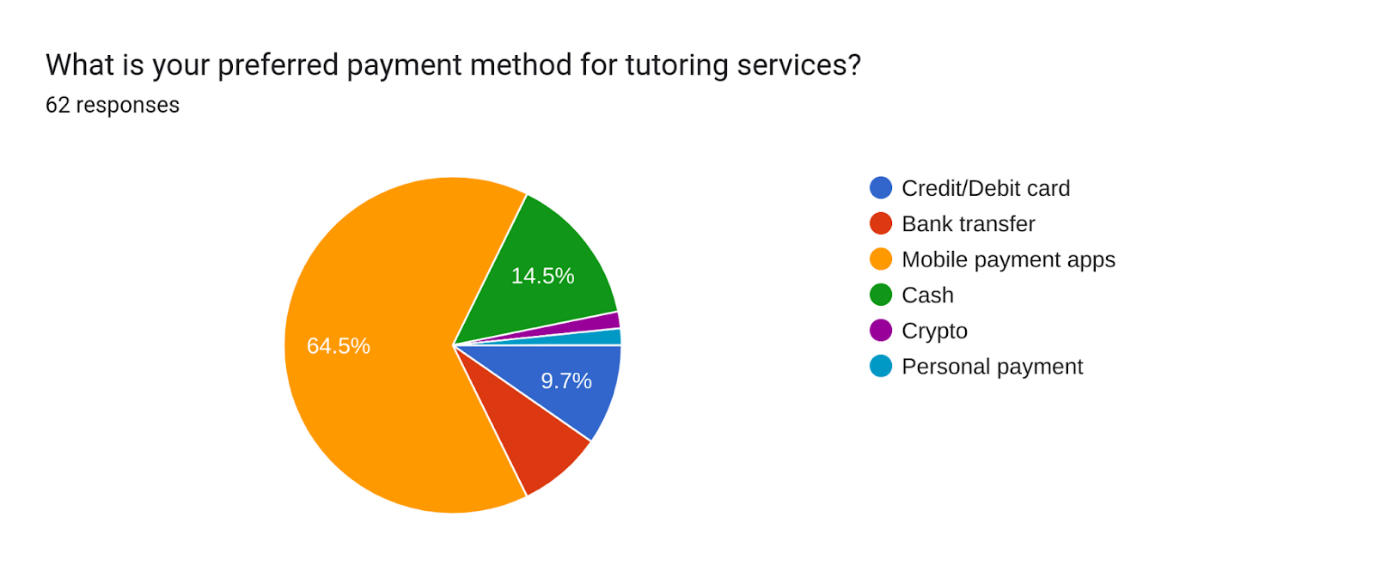 What is your preferred payment method for tutoring services?
62 responses
14.5%
64.5%
9.7%
Credit/Debit card
Bank transfer
Mobile payment apps
Cash
Crypto
Personal payment